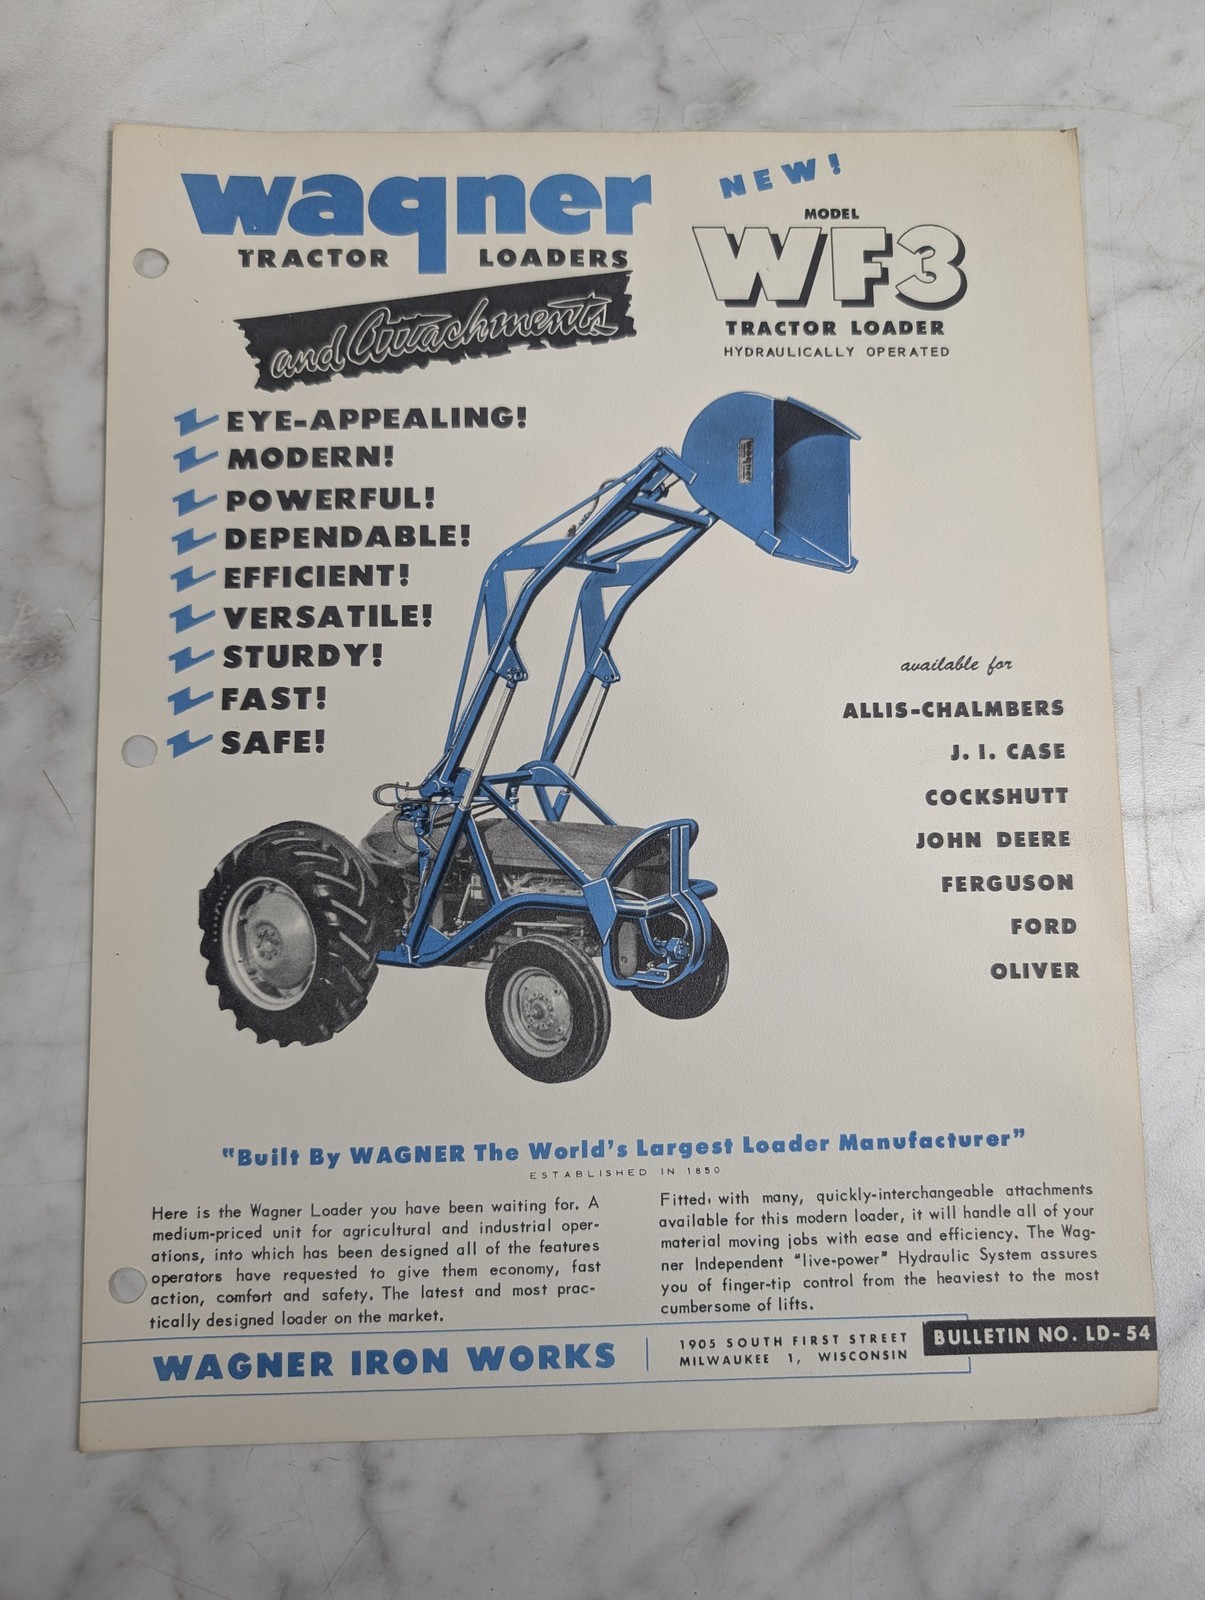 wagner
TRACTOR LOADERS
and Attachments
NEW!
MODEL
WF3
TRACTOR LOADER
HYDRAULICALLY OPERATED
EYE-APPEALING!
MODERN!
POWERFUL!
DEPENDABLE!
EFFICIENT!
VERSATILE!
STURDY!
FAST!
SAFE!
wagner
available for
ALLIS-CHALMBERS
J. I. CASE
COCKSHUTT
JOHN DEERE
FERGUSON
FORD
OLIVER
"Built By WAGNER The World's Largest Loader Manufacturer"
ESTABLISHED IN 1850
Here is the Wagner Loader you have been waiting for. A
medium-priced unit for agricultural and industrial oper-
ations, into which has been designed all of the features
operators have requested to give them economy, fast
action, comfort and safety. The latest and most prac-
tically designed loader on the market.
Fitted, with many, quickly-interchangeable attachments
available for this modern loader, it will handle all of your
material moving jobs with ease and efficiency. The Wag-
ner Independent "live-power" Hydraulic System assures
you of finger-tip control from the heaviest to the most
cumbersome of lifts.
WAGNER IRON WORKS
1905 SOUTH FIRST STREET
MILWAUKEE 1, WISCONSIN
BULLETIN NO. LD-54